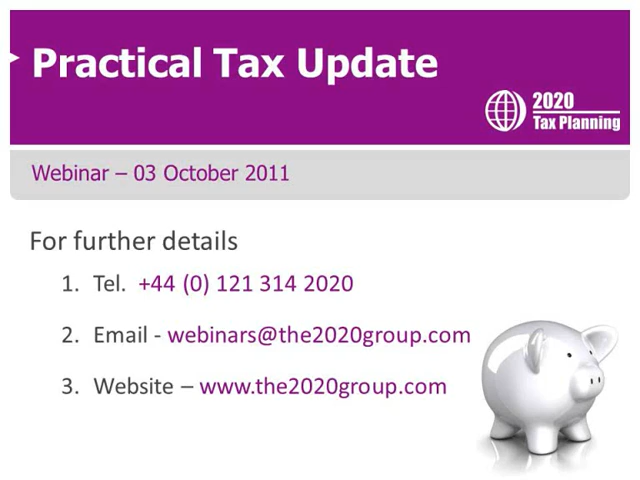 Practical Tax Update
2020
Tax Planning
Webinar – 03 October 2011
For further details
1. Tel. +44 (0) 121 314 2020
2. Email - webinars@the2020group.com
3. Website – www.the2020group.com